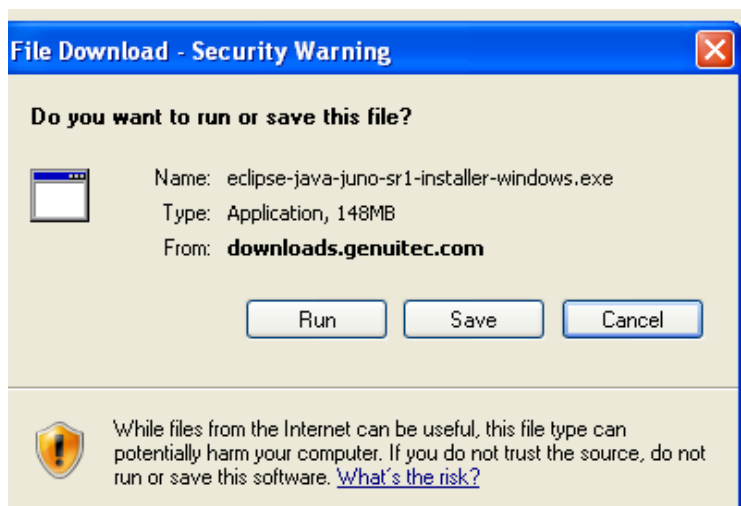 File Download - Security Warning
Do you want to run or save this file?
Name: eclipse-java-juno-sr1-installer-windows.exe
Type: Application, 148MB
From: downloads.genuitec.com
Run Save Cancel
While files from the Internet can be useful, this file type can
potentially harm your computer. If you do not trust the source, do not
run or save this software. What's the risk?